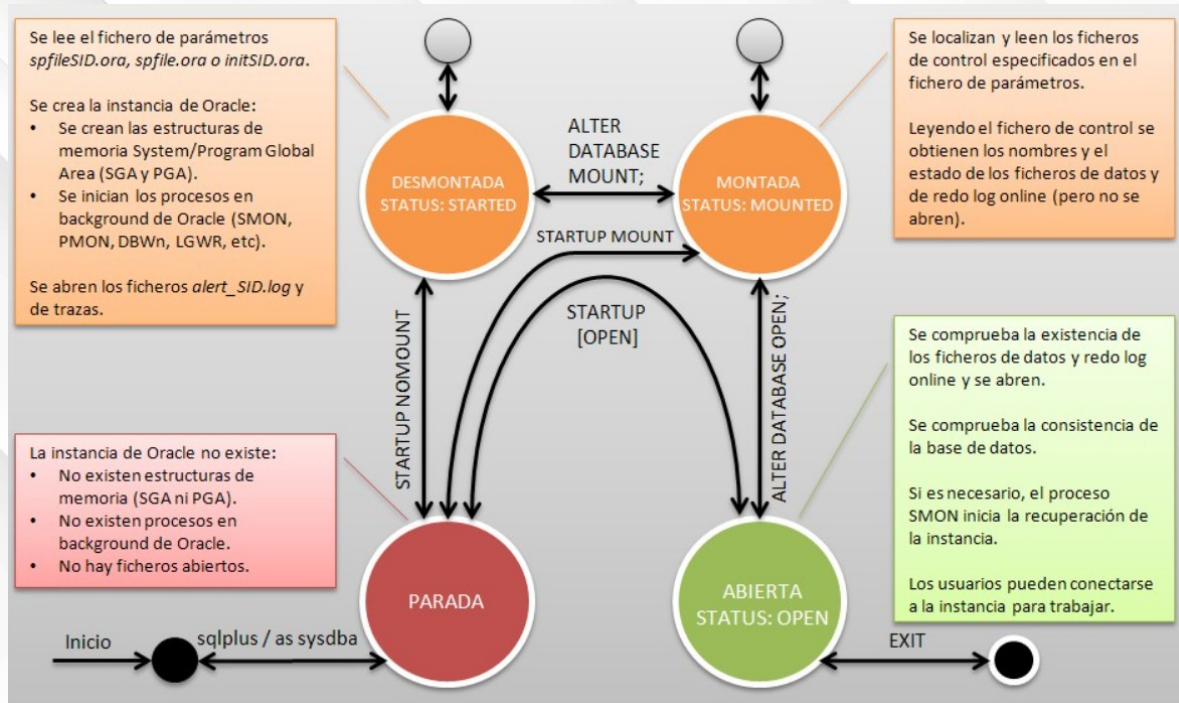 Se lee el fichero de parámetros
spfileSID.ora, spfile.ora o initSID.ora.
Se crea la instancia de Oracle:
• Se crean las estructuras de
memoria System/Program Global
Area (SGA y PGA).
• Se inician los procesos en
background de Oracle (SMON,
PMON, DBWn, LGWR, etc).
Se abren los ficheros alert_SID.log y
de trazas.
DESMONTADA
STATUS: STARTED
ALTER
DATABASE
MOUNT;
MONTADA
STATUS: MOUNTED
Se localizan y leen los ficheros
de control especificados en el
fichero de parámetros.
Leyendo el fichero de control se
obtienen los nombres y el
estado de los ficheros de datos y
de redo log online (pero no se
abren).
STARTUP MOUNT
STARTUP
[OPEN]
STARTUP NOMOUNT
ALTER DATABASE OPEN;
La instancia de Oracle no existe:
• No existen estructuras de
memoria (SGA ni PGA).
• No existen procesos en
background de Oracle.
• No hay ficheros abiertos.
Se comprueba la existencia de
los ficheros de datos y redo log
online y se abren.
Se comprueba la consistencia de
la base de datos.
Si es necesario, el proceso
SMON inicia la recuperación de
la instancia.
Los usuarios pueden conectarse
a la instancia para trabajar.
PARADA
ABIERTA
STATUS: OPEN
Inicio
sqlplus / as sysdba
EXIT